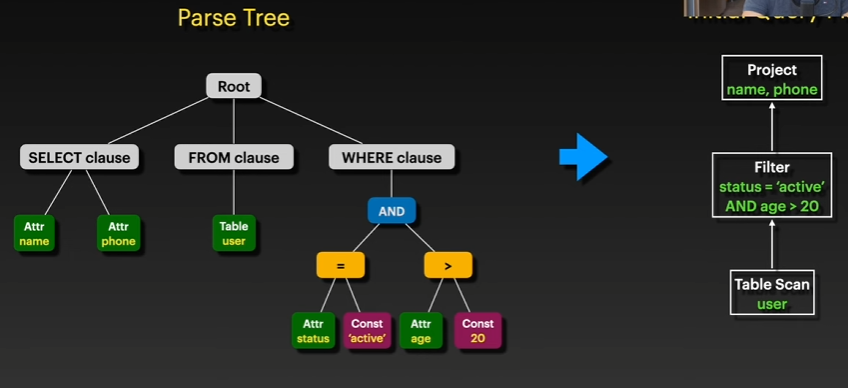 Parse Tree
Root
SELECT clause
FROM clause
WHERE clause
Attr
name
Attr
phone
Table
user
AND
=
>
Attr
status
Const
'active'
Attr
age
Const
20
Project
name, phone
Filter
status = 'active'
AND age > 20
Table Scan
user